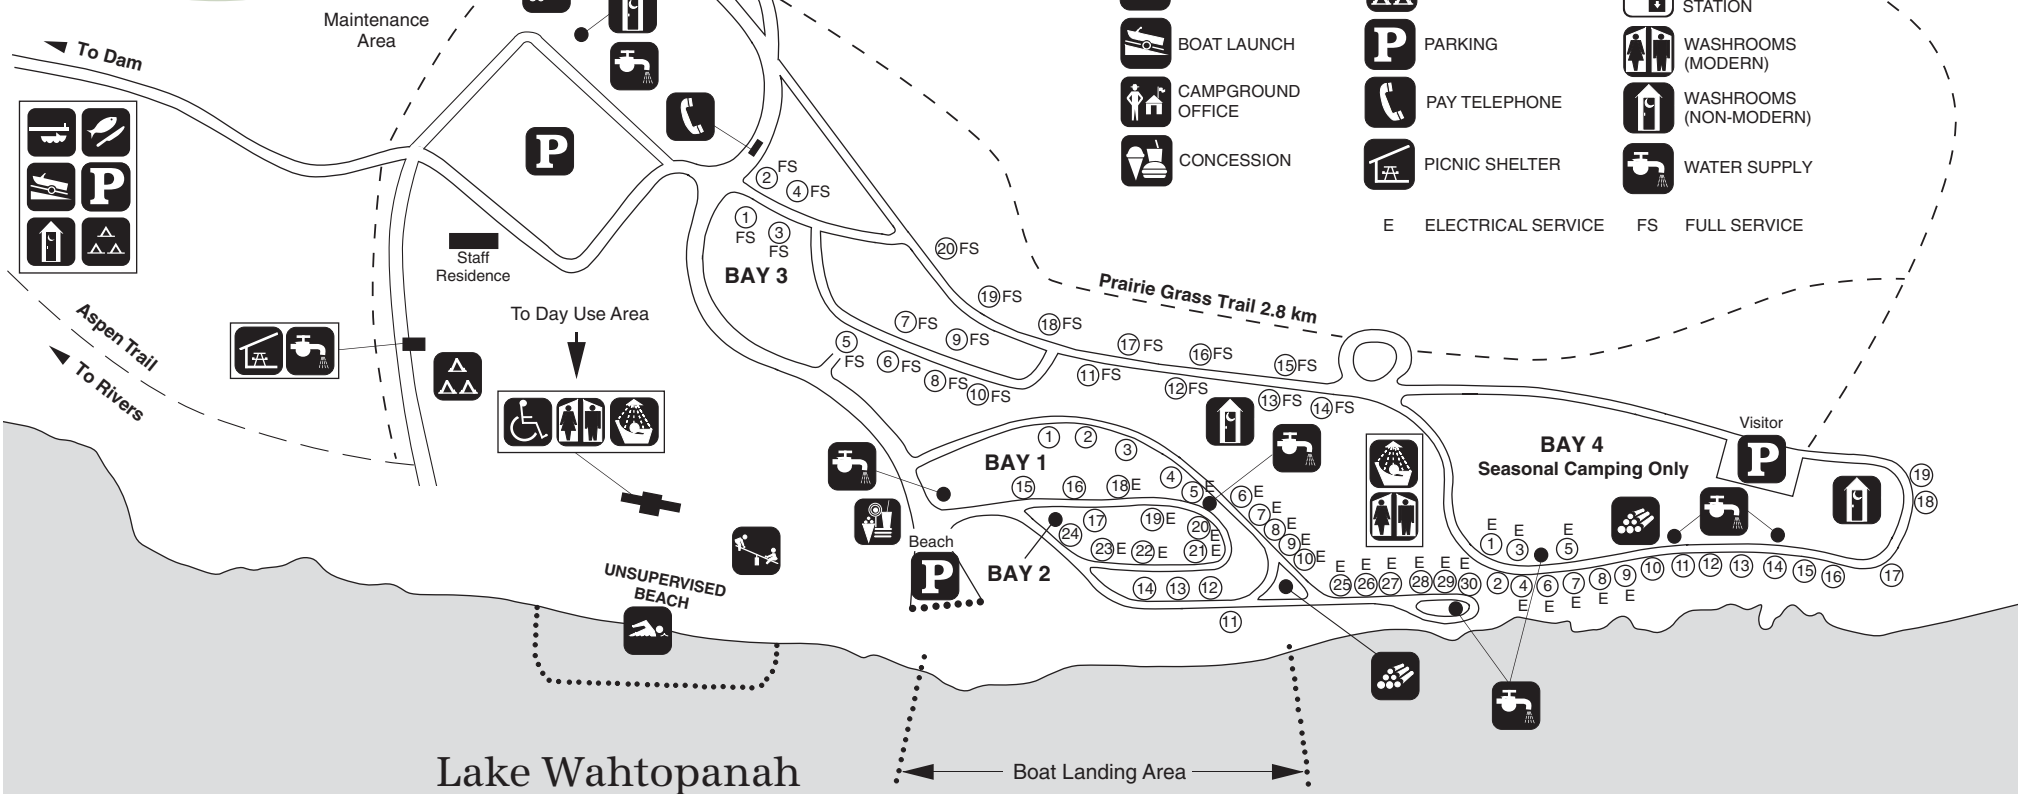 Maintenance
Area
To Dam
P
P
Staff
Residence
To Day Use Area
Aspen Trail
To Rivers
UNSUPERVISED
BEACH
Lake Wahtopanah
Boat Landing Area
Beach
P
BAY 3
2 FS
4 FS
1
FS
3
FS
20 FS
19 FS
18 FS
17 FS
16 FS
15 FS
7 FS
9 FS
5
FS
6 FS
8 FS
10 FS
11 FS
12 FS
13 FS
14 FS
Prairie Grass Trail 2.8 km
BAY 1
1
2
3
4
5 E
6 E
7 E
8 E
9 E
10 E
15
16
18 E
17
19 E
20 E
24
23 E
22 E
21 E
BAY 2
14
13
12
11
E E E E E E
25 26 27 28 29 30
BAY 4
Seasonal Camping Only
Visitor
P
E E E
1 3 5
2 4 6 7 8 9 10 11 12 13 14 15 16 17
E E E E E
19
18
BOAT LAUNCH
CAMPGROUND
OFFICE
CONCESSION
P PARKING
PAY TELEPHONE
PICNIC SHELTER
STATION
WASHROOMS
(MODERN)
WASHROOMS
(NON-MODERN)
WATER SUPPLY
E ELECTRICAL SERVICE FS FULL SERVICE